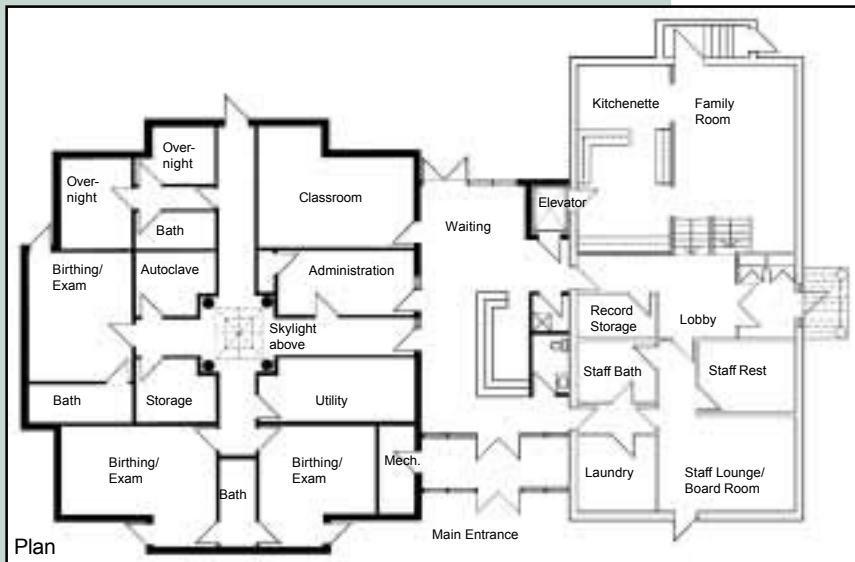 Kitchenette
Family
Room
Over-
night
Over-
night
Classroom
Elevator
Waiting
Bath
Birthing/
Exam
Autoclave
Administration
Skylight
above
Record
Storage
Lobby
Staff Bath
Staff Rest
Bath
Storage
Utility
Birthing/
Exam
Birthing/
Exam
Mech.
Bath
Laundry
Staff Lounge/
Board Room
Main Entrance
Plan